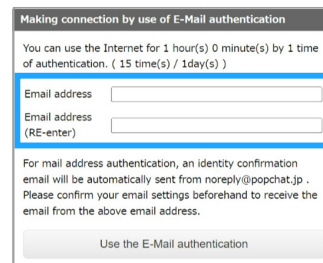 Making connection by use of E-Mail authentication
You can use the Internet for 1 hour(s) 0 minute(s) by 1 time
of authentication. ( 15 time(s) / 1day(s) )
Email address
Email address
(RE-enter)
For mail address authentication, an identity confirmation
email will be automatically sent from noreply@popchat.jp .
Please confirm your email settings beforehand to receive the
email from the above email address.
Use the E-Mail authentication